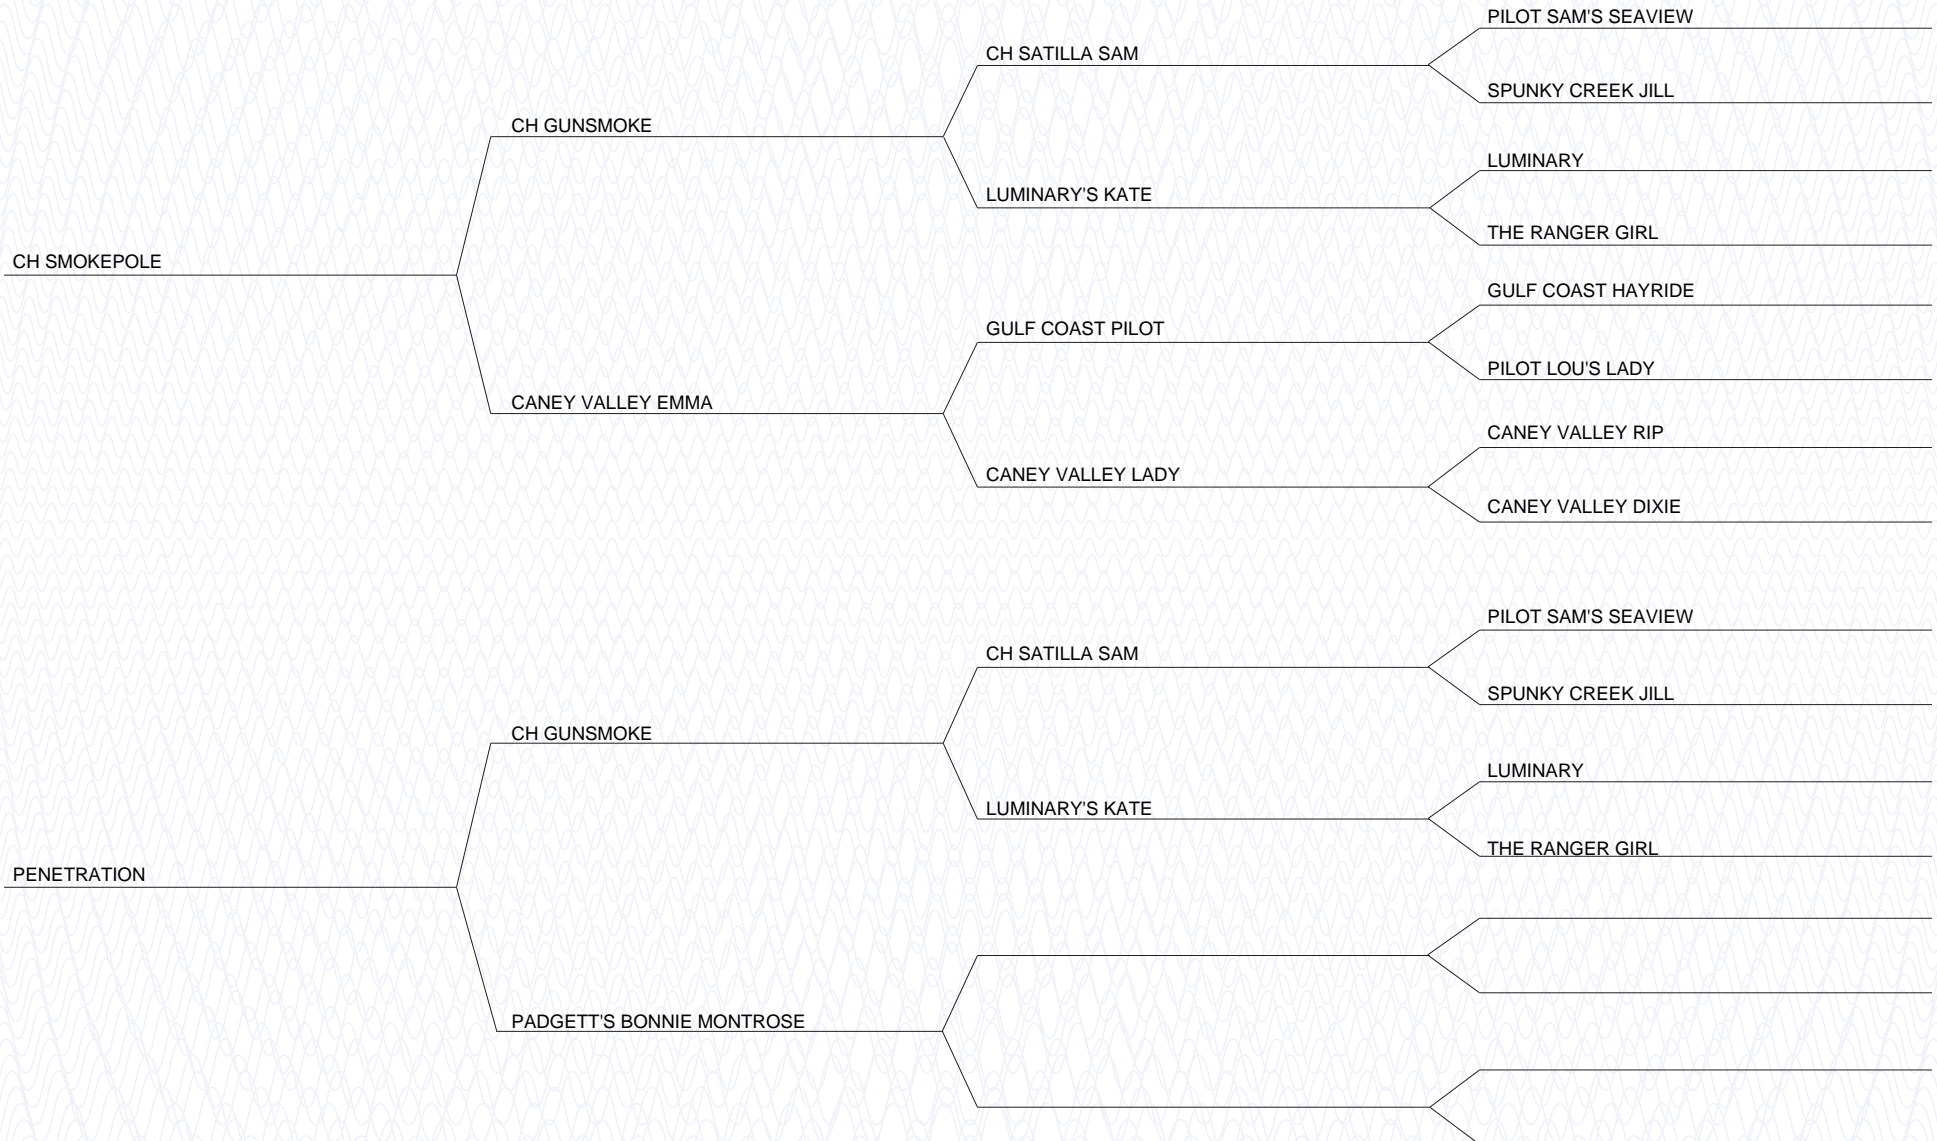 PILOT SAM'S SEAVIEW
CH SATILLA SAM
SPUNKY CREEK JILL
CH GUNSMOKE
LUMINARY
LUMINARY'S KATE
THE RANGER GIRL
CH SMOKEPOLE
GULF COAST HAYRIDE
GULF COAST PILOT
PILOT LOU'S LADY
CANEY VALLEY EMMA
CANEY VALLEY RIP
CANEY VALLEY LADY
CANEY VALLEY DIXIE
PILOT SAM'S SEAVIEW
CH SATILLA SAM
SPUNKY CREEK JILL
CH GUNSMOKE
LUMINARY
LUMINARY'S KATE
THE RANGER GIRL
PENETRATION
PADGETT'S BONNIE MONTROSE